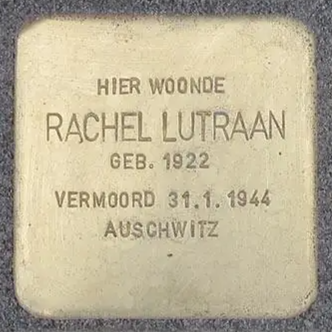 HIER WOONDE
RACHEL LUTRAAN
GEB. 1922
VERMOORD 31.1.1944
AUSCHWITZ